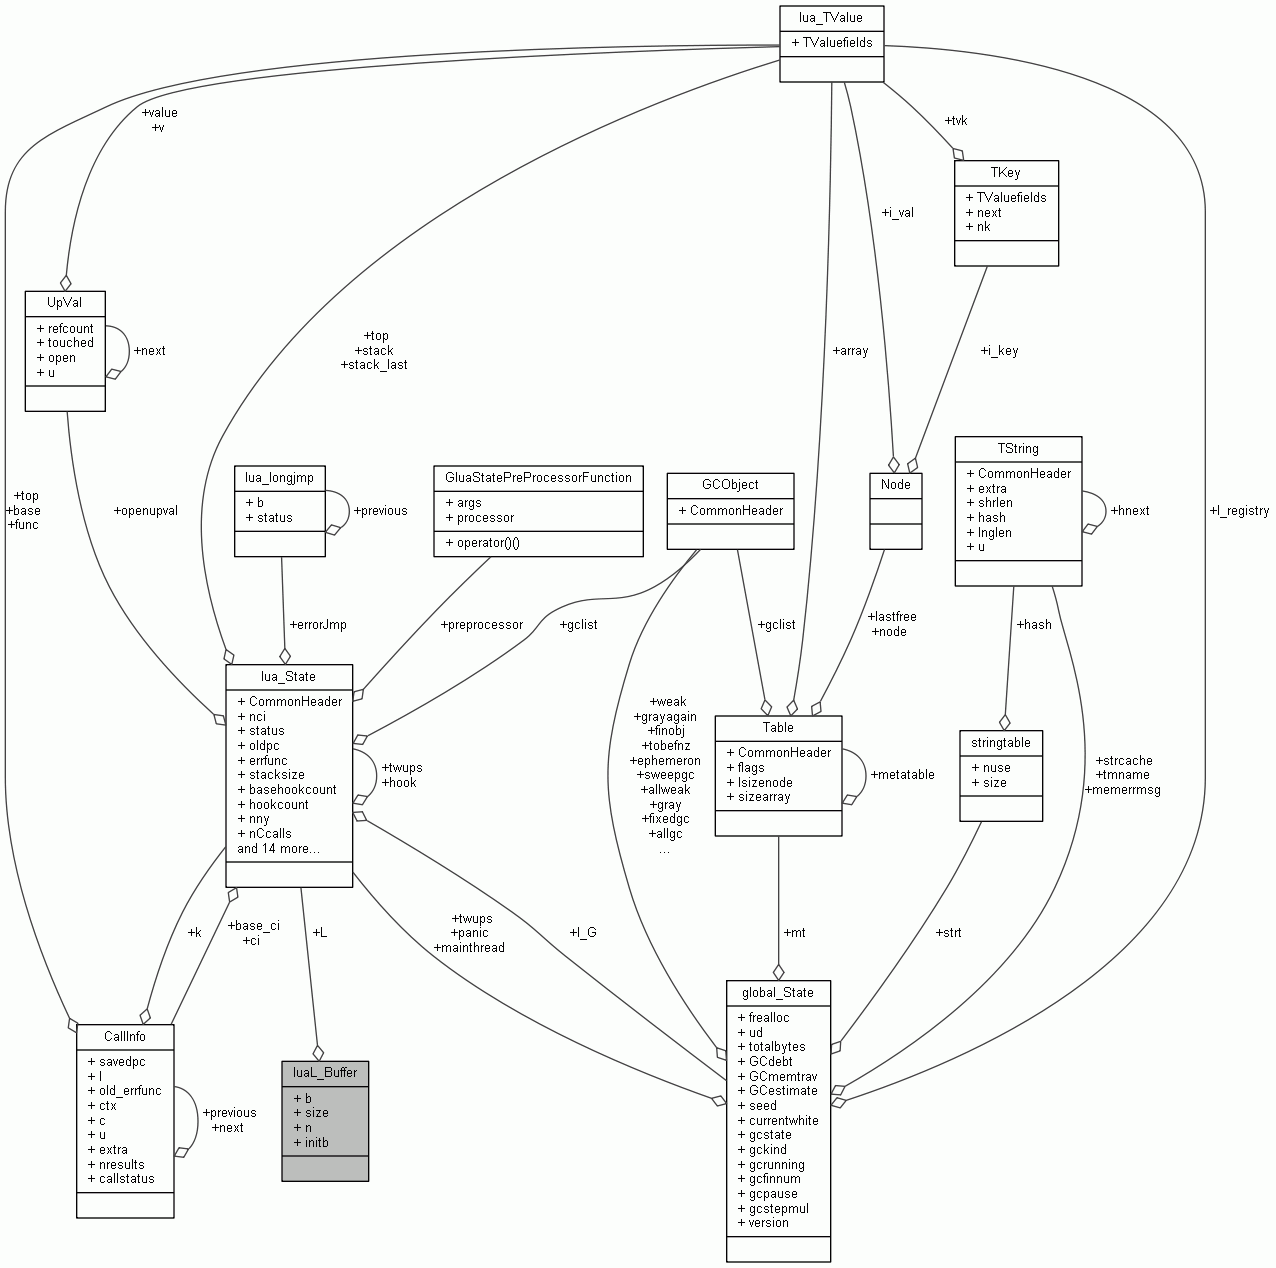 lua_TValue
+ TValuefields
+value
+v
+tvk
TKey
+ TValuefields
+ next
+ nk
+i_val
UpVal
+ refcount
+ touched
+ open
+ u
+next
+top
+stack
+stack_last
+array
+i_key
TString
+ CommonHeader
+ extra
+ shrlen
+ hash
+ lnglen
+ u
+hnext
lua_longjmp
+ b
+ status
+previous
GluaStatePreProcessorFunction
+ args
+ processor
+ operator()()
GCObject
+ CommonHeader
Node
+top
+base
+func
+openupval
+l_registry
+errorJmp
+preprocessor
+gclist
+gclist
+lastfree
+node
+hash
lua_State
+ CommonHeader
+ nci
+ status
+ oldpc
+ errfunc
+ stacksize
+ basehookcount
+ hookcount
+ nny
+ nCcalls
and 14 more...
+twups
+hook
+weak
+grayagain
+finobj
+tobefnz
+ephemeron
+sweepgc
+allweak
+gray
+fixedgc
+allgc
...
Table
+ CommonHeader
+ flags
+ lsizenode
+ sizearray
+metatable
stringtable
+ nuse
+ size
+strcache
+tmname
+memerrmsg
+k
+base_ci
+ci
+L
+twups
+panic
+mainthread
+l_G
+mt
+strt
global_State
+ frealloc
+ ud
+ totalbytes
+ GCdebt
+ GCmemtrav
+ GCestimate
+ seed
+ currentwhite
+ gcstate
+ gckind
+ gcrunning
+ gcfinnum
+ gcpause
+ gcstepmul
+ version
CallInfo
+ savedpc
+ l
+ old_errfunc
+ ctx
+ c
+ u
+ extra
+ nresults
+ callstatus
+previous
+next
luaL_Buffer
+ b
+ size
+ n
+ initb